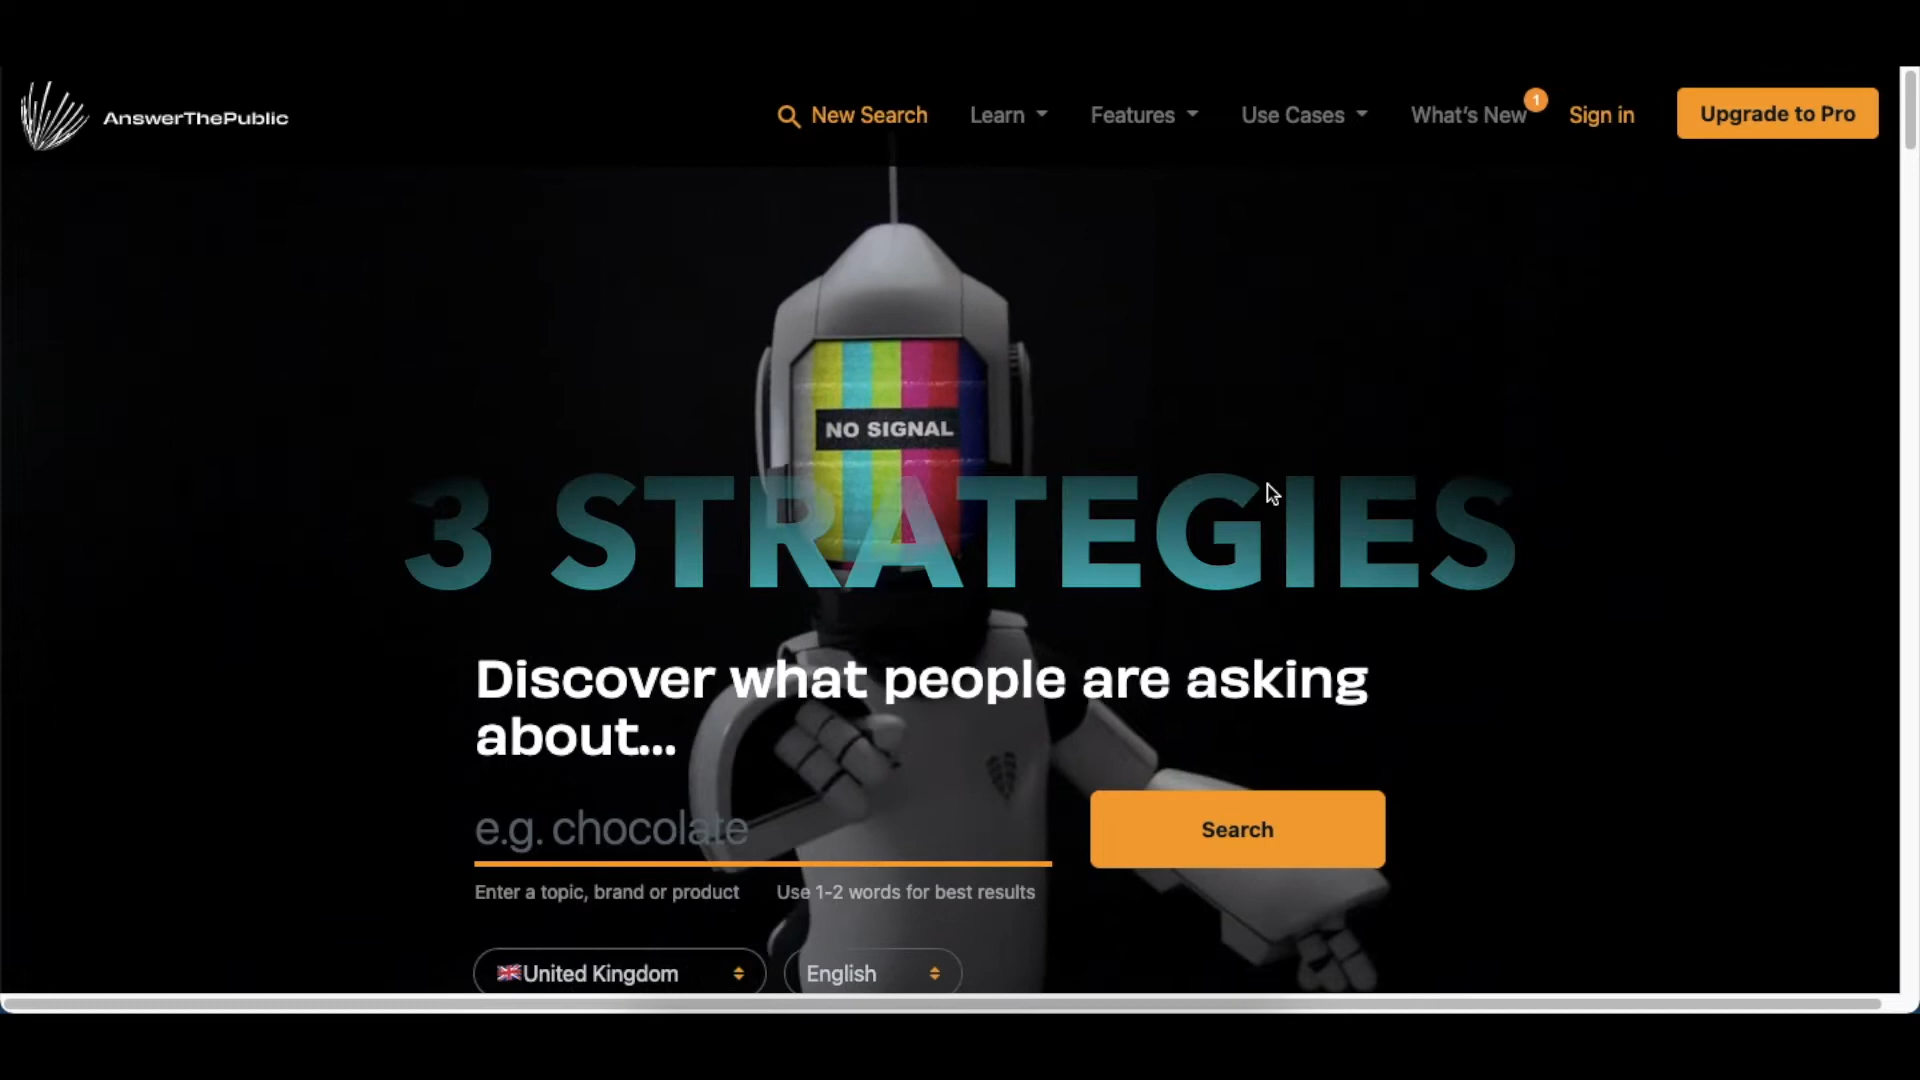 AnswerThePublic
New Search
Learn
Features
Use Cases
What's New
1
Sign in
Upgrade to Pro
NO SIGNAL
3 STRATEGIES
Discover what people are asking
about...
e.g. chocolate
Search
Enter a topic, brand or product
Use 1-2 words for best results
United Kingdom
English